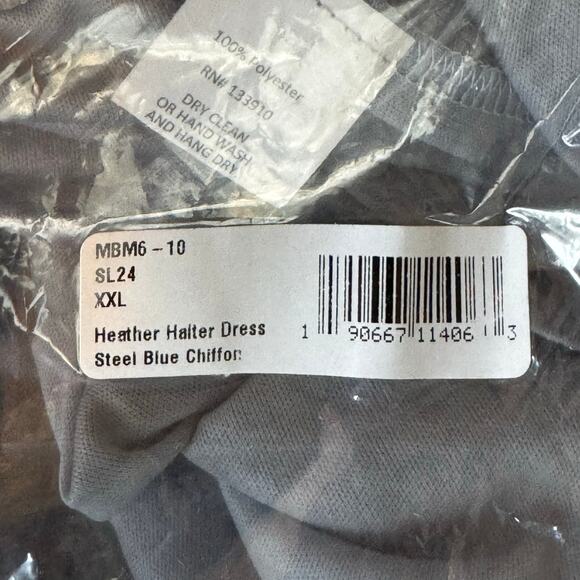 100% Polyester
RN# 133910
DRY CLEAN
OR HAND WASH
AND HANG DRY
MBM6-10
SL24
XXL
Heather Halter Dress
Steel Blue Chiffon
1 90667 11406 3